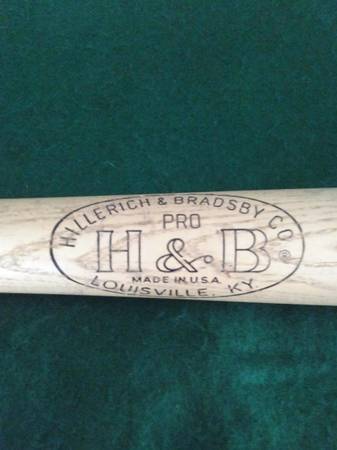 HILLERICH & BRADSBY CO
PRO
H & B ®
MADE IN U.S.A.
LOUISVILLE, KY.